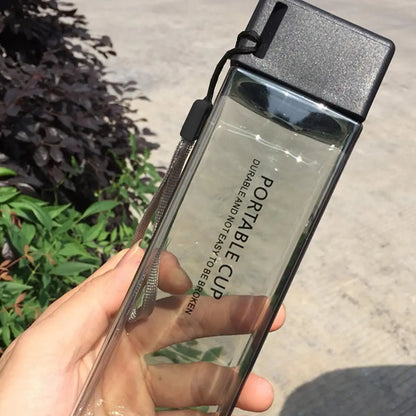 PORTABLE CUP
DURABLE AND NOT EASY TO BE BROKEN